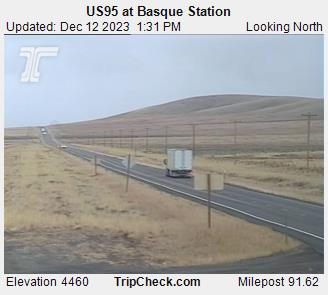 US95 at Basque Station
Updated: Dec 12 2023 1:31 PM
Looking North
Elevation 4460
TripCheck.com
Milepost 91.62